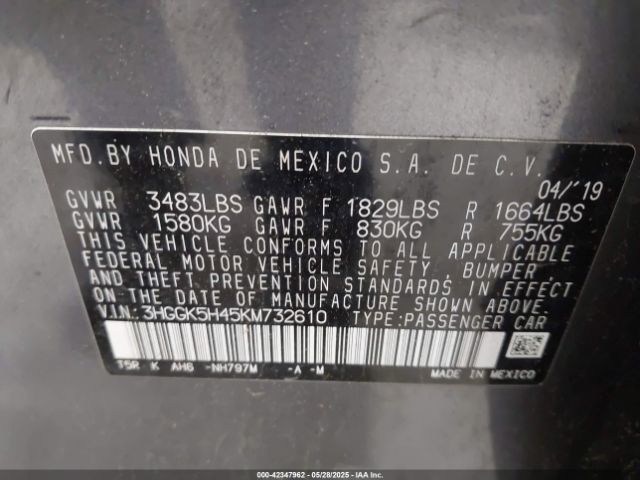 MFD. BY HONDA DE MEXICO S.A. DE C.V.
04/'19
GVWR 3483LBS GAWR F 1829LBS R 1664LBS
GVWR 1580KG GAWR F 830KG R 755KG
THIS VEHICLE CONFORMS TO ALL APPLICABLE
FEDERAL MOTOR VEHICLE SAFETY, BUMPER,
AND THEFT PREVENTION STANDARDS IN EFFECT
ON THE DATE OF MANUFACTURE SHOWN ABOVE.
V.I.N.: 3HGGK5H45KM732610 TYPE: PASSENGER CAR
T5R K AH6 -NH797M -A -M
MADE IN MEXICO
000-42347962 | 05/28/2025 | IAAI CUSTOMERS